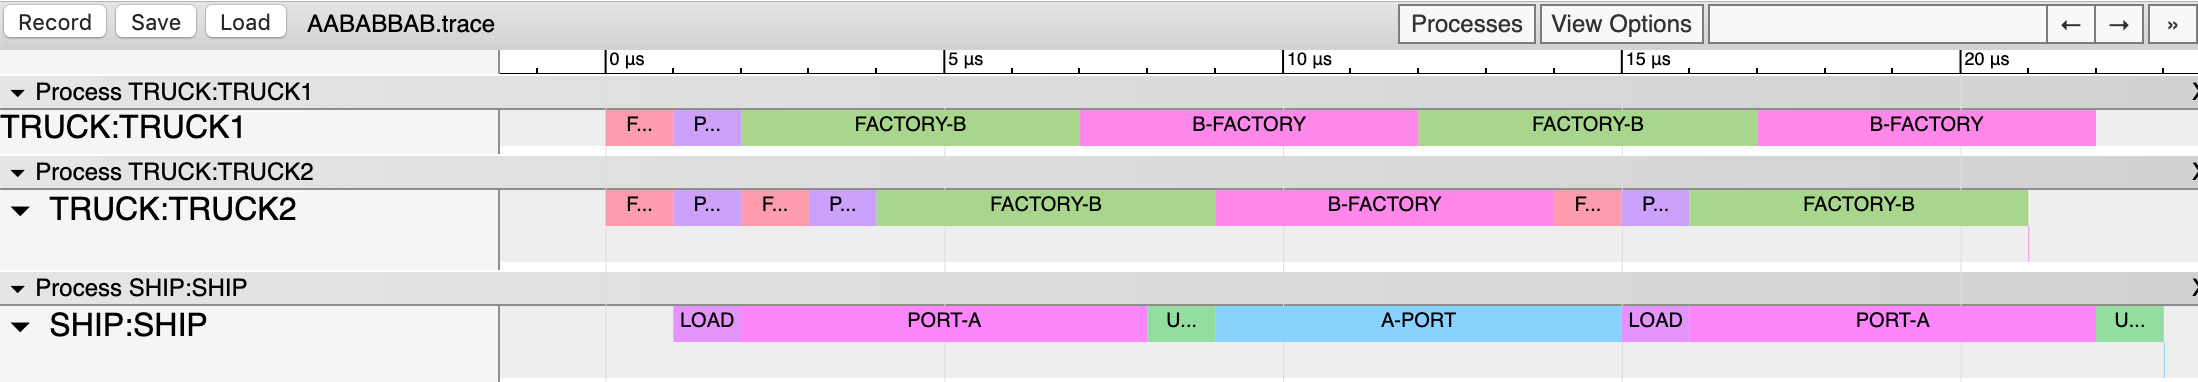 Record Save Load AABABBAB.trace Processes View Options ← → »
0 µs 5 µs 10 µs 15 µs 20 µs
Process TRUCK:TRUCK1
TRUCK:TRUCK1 F... P... FACTORY-B B-FACTORY FACTORY-B B-FACTORY
Process TRUCK:TRUCK2
TRUCK:TRUCK2 F... P... F... P... FACTORY-B B-FACTORY F... P... FACTORY-B
Process SHIP:SHIP
SHIP:SHIP LOAD PORT-A U... A-PORT LOAD PORT-A U...